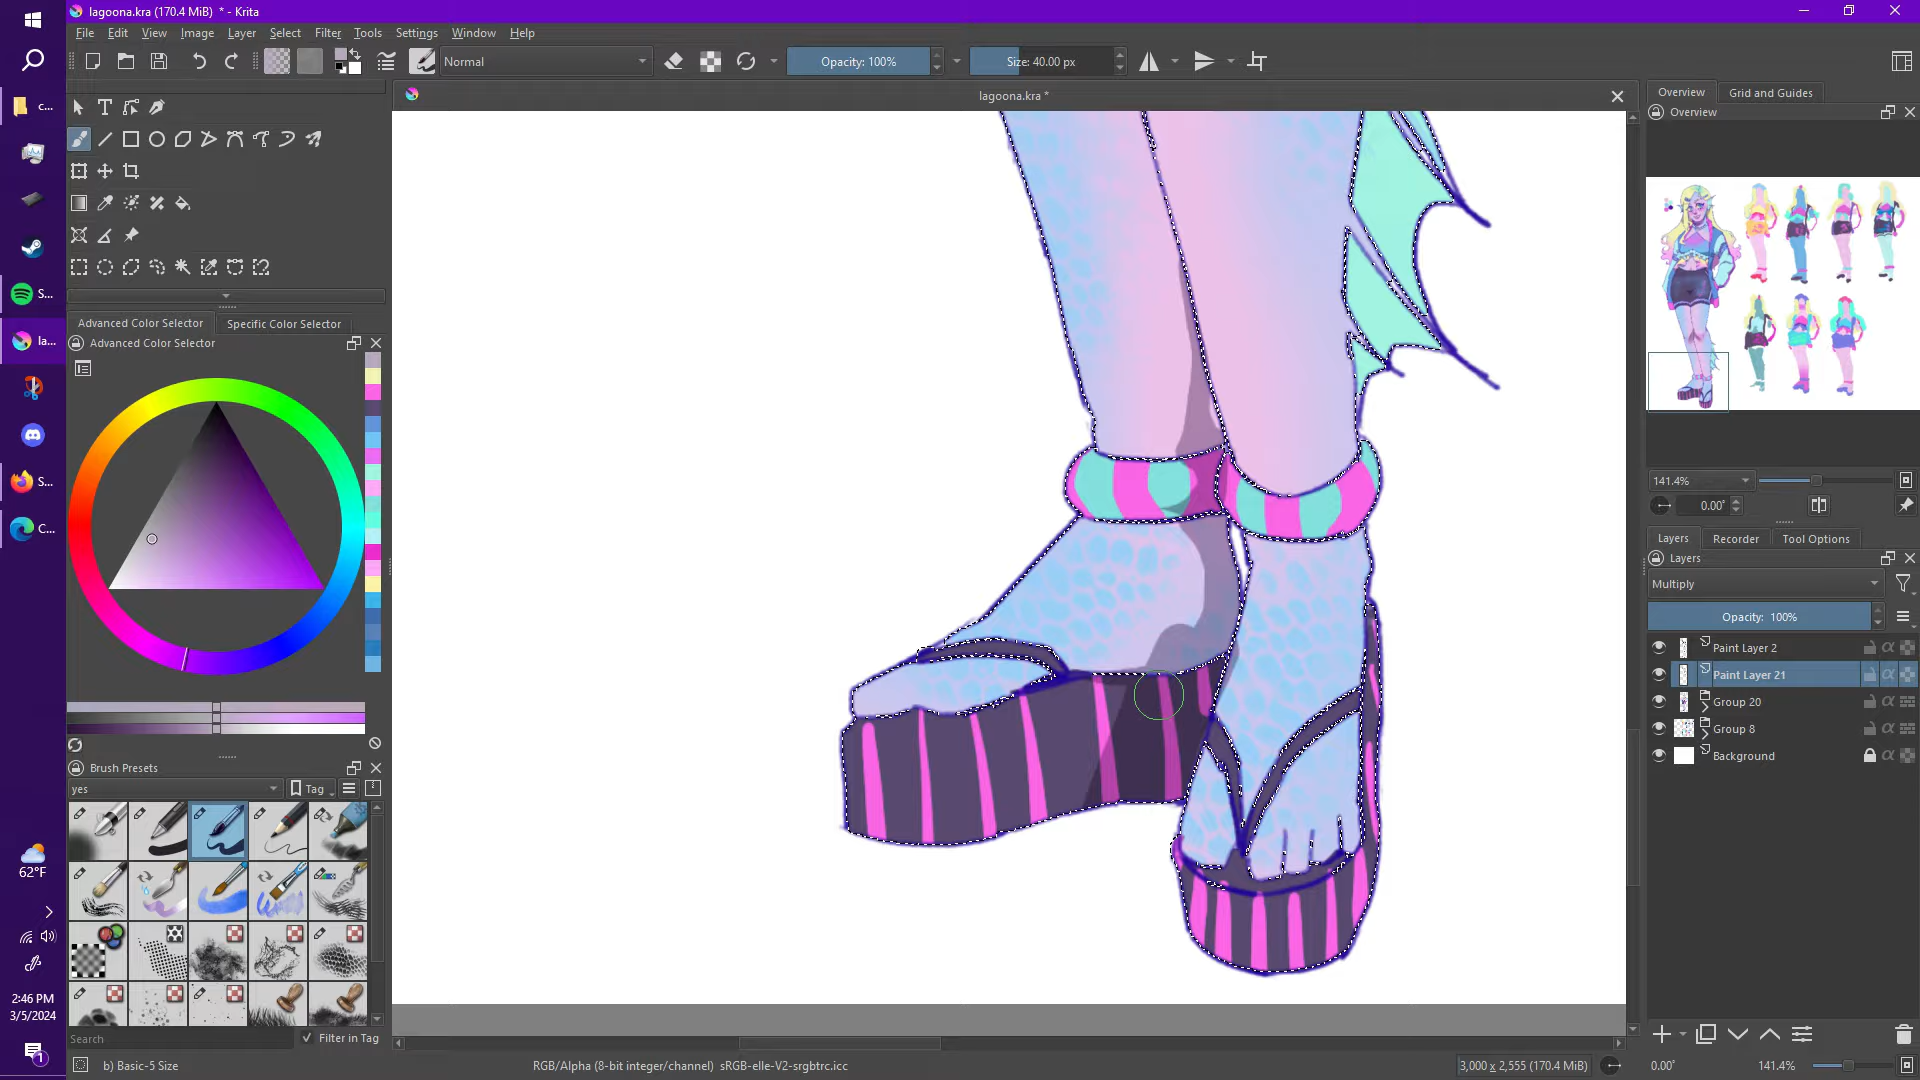 lagoona.kra (170.4 MiB) * - Krita
File Edit View Image Layer Select Filter Tools Settings Window Help
Normal
Opacity: 100%
Size: 40.00 px
lagoona.kra *
Overview
Grid and Guides
Overview
c...
S...
la...
S...
C...
Advanced Color Selector
Specific Color Selector
Advanced Color Selector
141.4%
0.00°
Layers
Recorder
Tool Options
Layers
Multiply
Opacity: 100%
Paint Layer 2
Paint Layer 21
Group 20
Group 8
Background
Brush Presets
yes
Tag
62°F
2:46 PM
3/5/2024
1
Search
Filter in Tag
b) Basic-5 Size
RGB/Alpha (8-bit integer/channel) sRGB-elle-V2-srgbtrc.icc
3,000 x 2,555 (170.4 MiB)
0.00°
141.4%